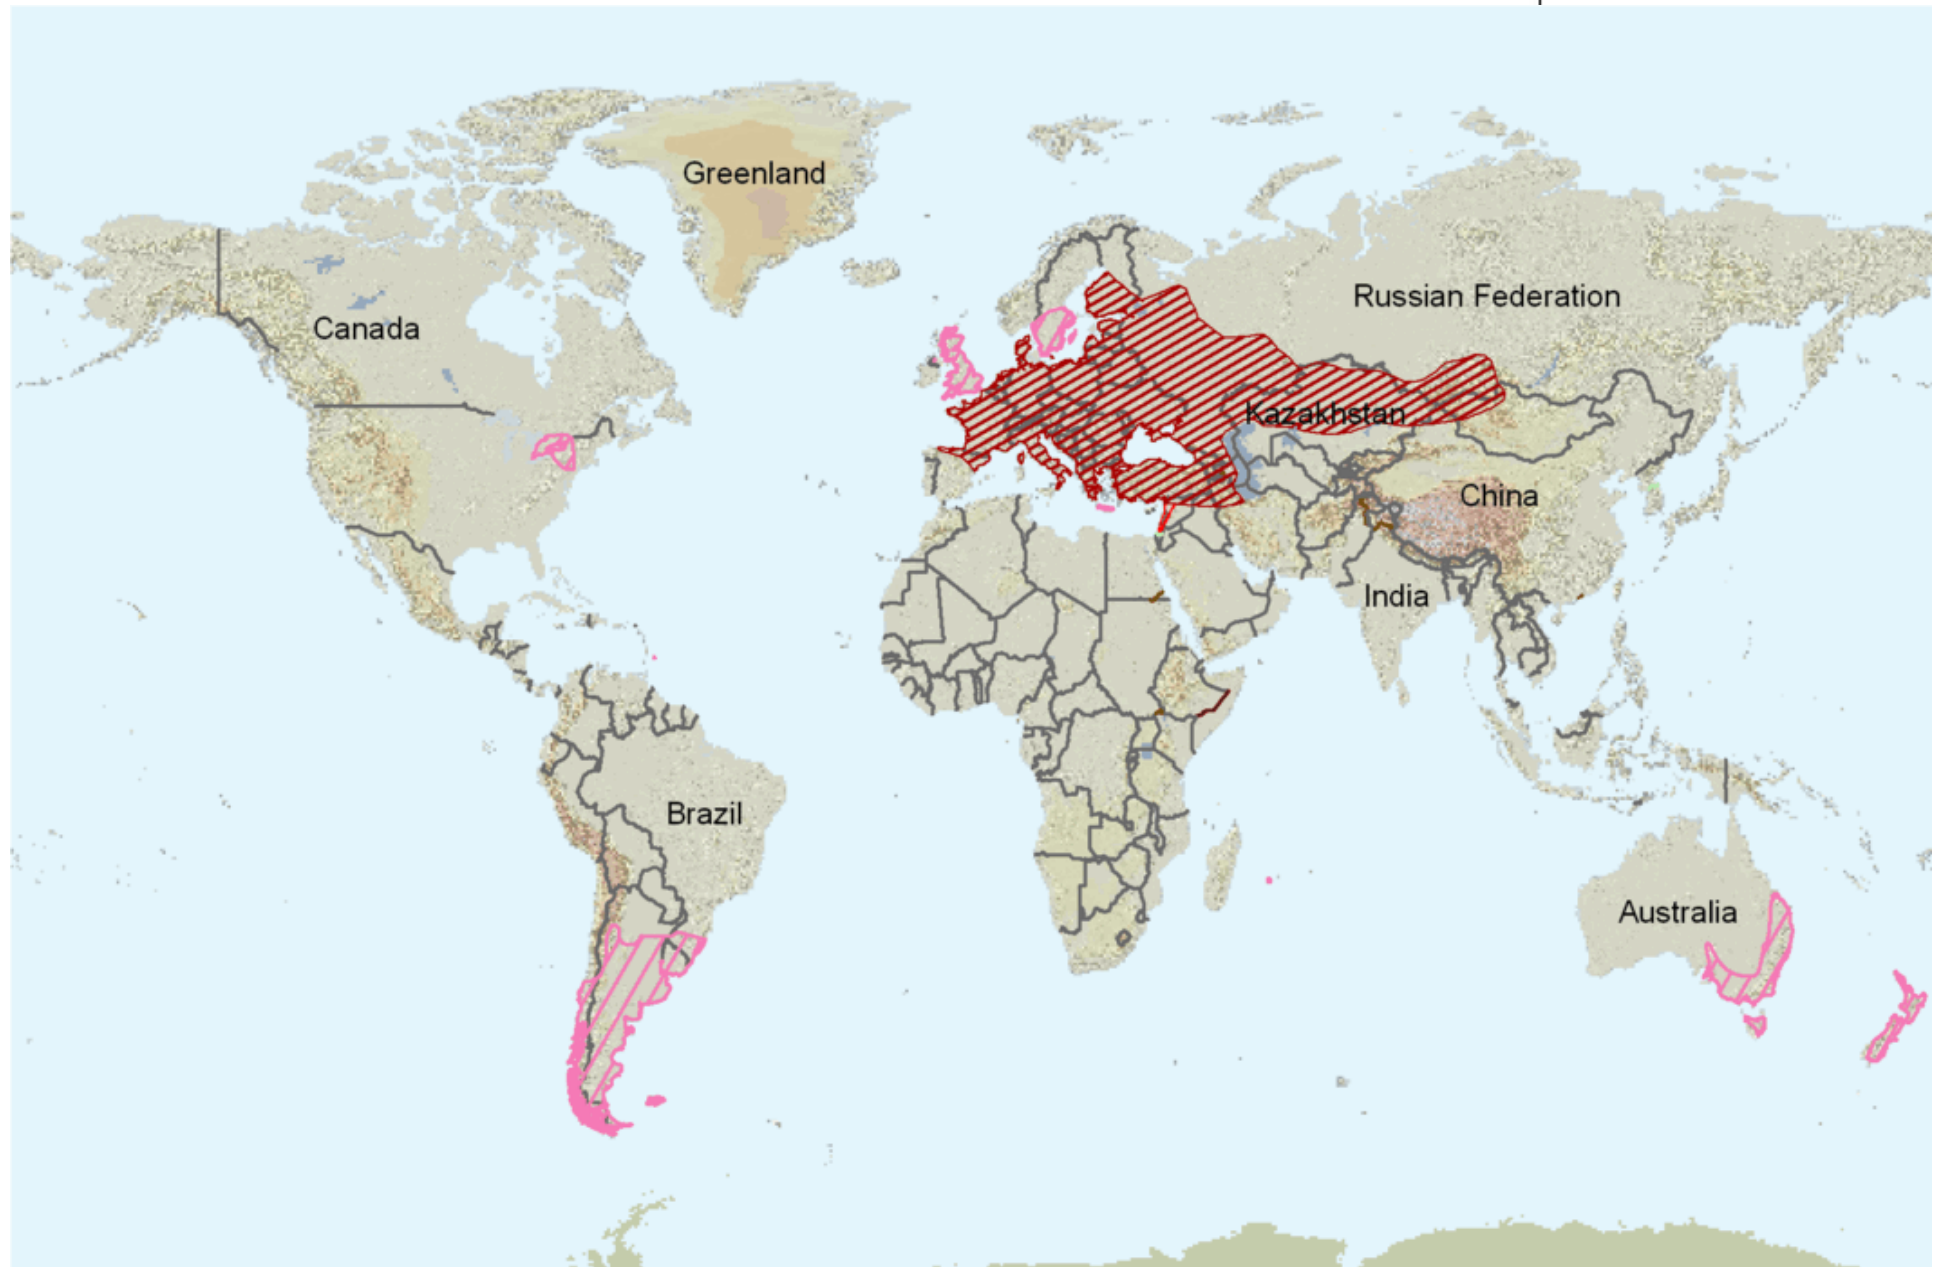 Greenland
Russian Federation
Canada
Kazakhstan
China
India
Brazil
Australia